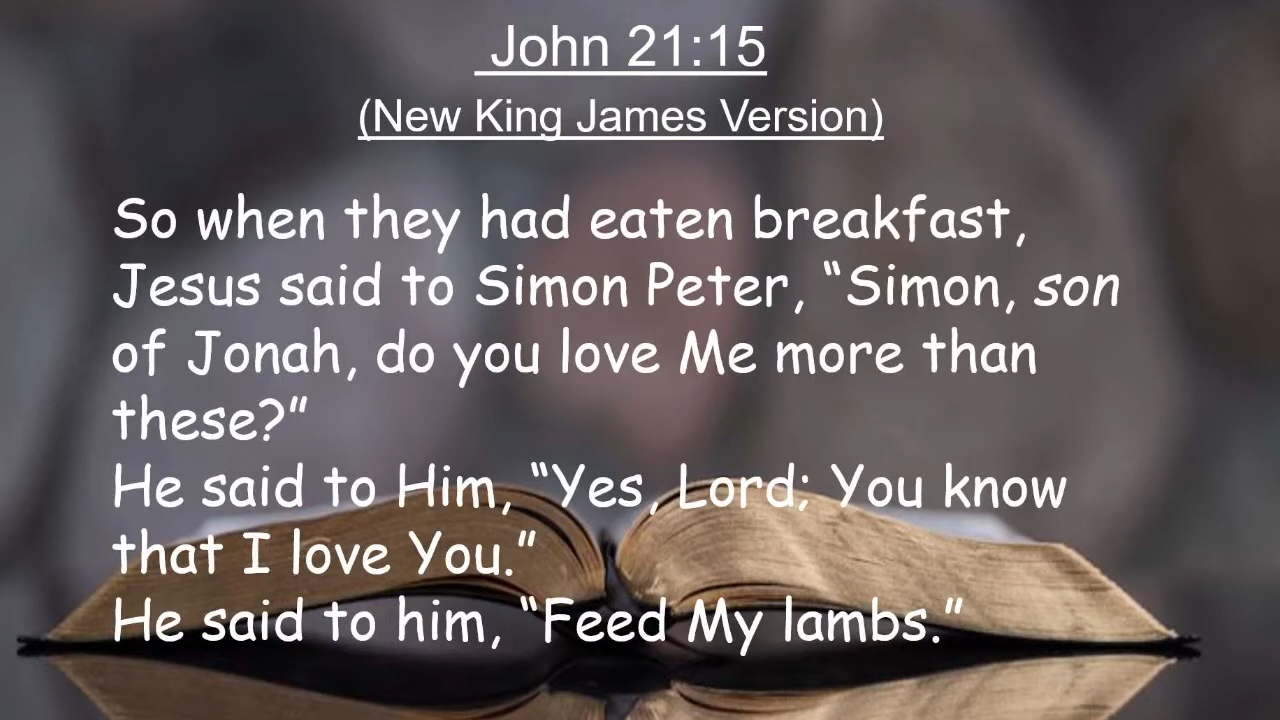 John 21:15
(New King James Version)
So when they had eaten breakfast,
Jesus said to Simon Peter, “Simon, son
of Jonah, do you love Me more than
these?”
He said to Him, “Yes, Lord; You know
that I love You.”
He said to him, “Feed My lambs.”